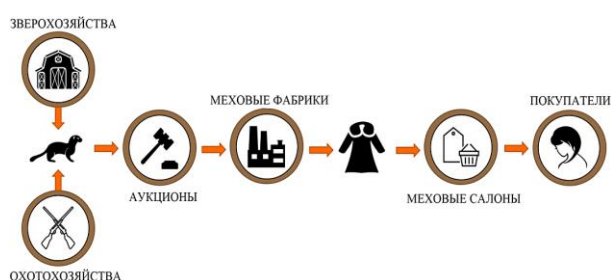 ЗВЕРОХОЗЯЙСТВА
МЕХОВЫЕ ФАБРИКИ
ПОКУПАТЕЛИ
АУКЦИОНЫ
МЕХОВЫЕ САЛОНЫ
ОХОТОХОЗЯЙСТВА